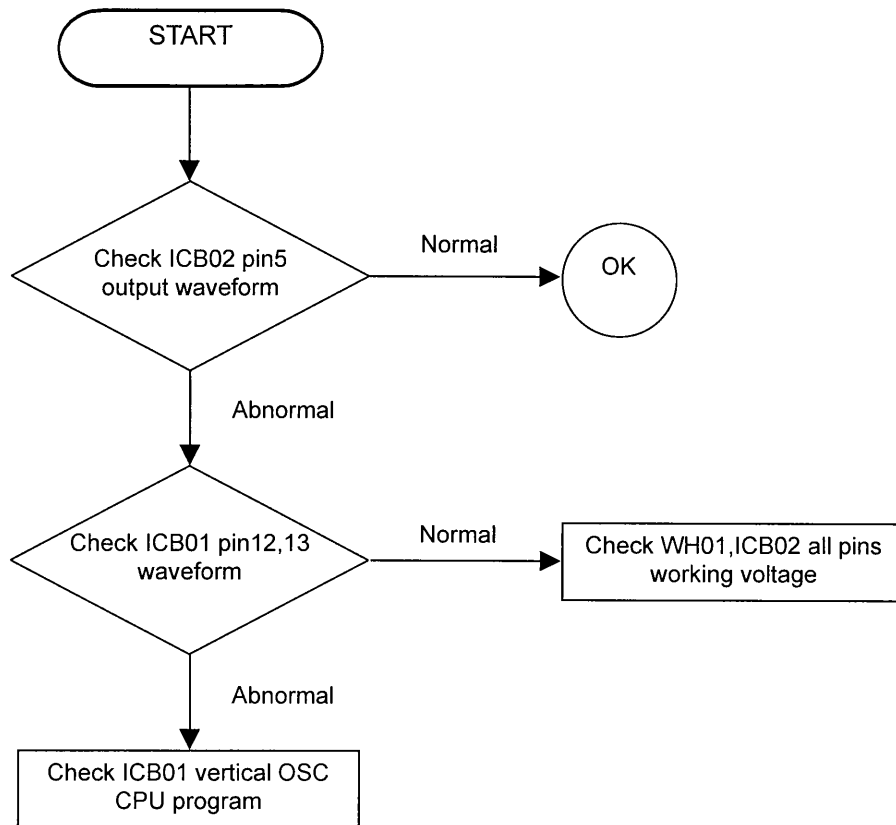 START
Check ICB02 pin5
output waveform
Normal
OK
Abnormal
Check ICB01 pin12,13
waveform
Normal
Check WH01,ICB02 all pins
working voltage
Abnormal
Check ICB01 vertical OSC
CPU program